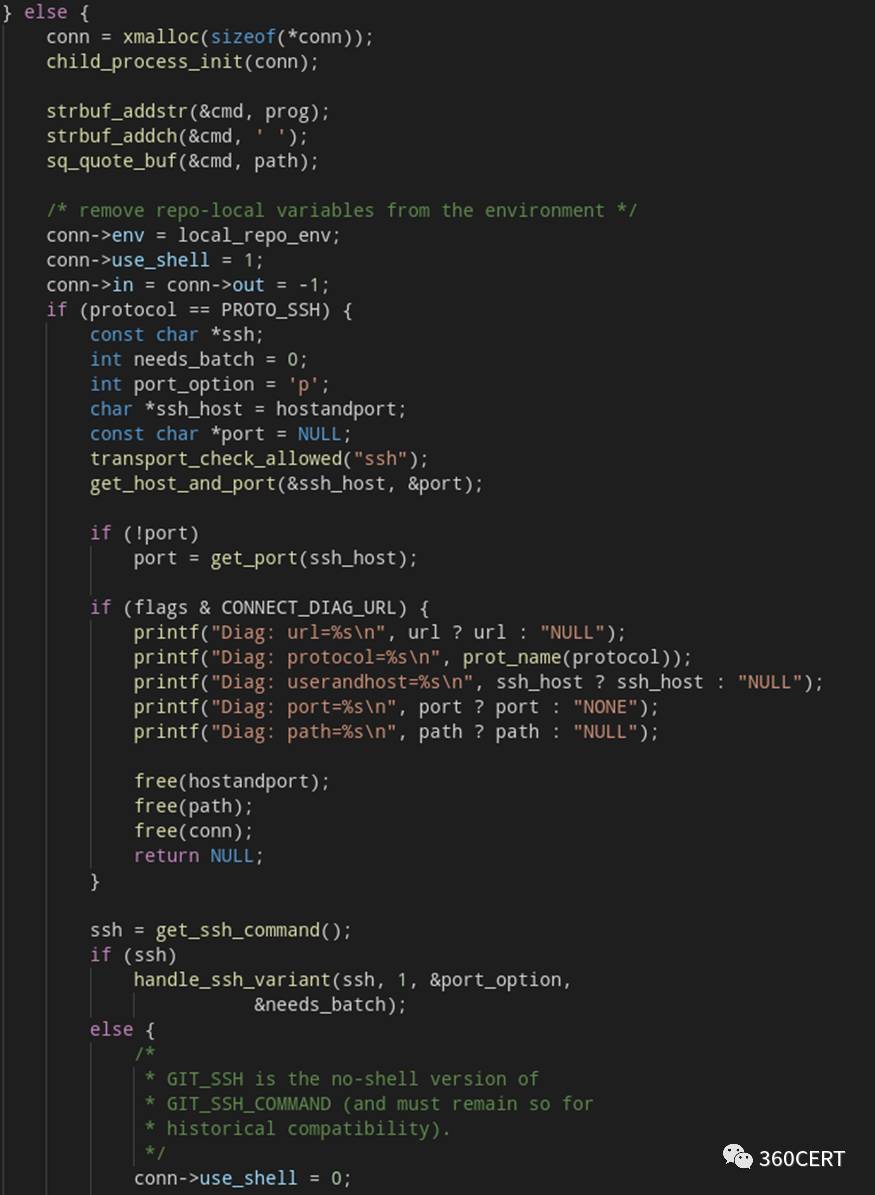 } else {
    conn = xmalloc(sizeof(*conn));
    child_process_init(conn);

    strbuf_addstr(&cmd, prog);
    strbuf_addch(&cmd, ' ');
    sq_quote_buf(&cmd, path);

    /* remove repo-local variables from the environment */
    conn->env = local_repo_env;
    conn->use_shell = 1;
    conn->in = conn->out = -1;
    if (protocol == PROTO_SSH) {
        const char *ssh;
        int needs_batch = 0;
        int port_option = 'p';
        char *ssh_host = hostandport;
        const char *port = NULL;
        transport_check_allowed("ssh");
        get_host_and_port(&ssh_host, &port);

        if (!port)
            port = get_port(ssh_host);

        if (flags & CONNECT_DIAG_URL) {
            printf("Diag: url=%s\n", url ? url : "NULL");
            printf("Diag: protocol=%s\n", prot_name(protocol));
            printf("Diag: userandhost=%s\n", ssh_host ? ssh_host : "NULL");
            printf("Diag: port=%s\n", port ? port : "NONE");
            printf("Diag: path=%s\n", path ? path : "NULL");

            free(hostandport);
            free(path);
            free(conn);
            return NULL;
        }

        ssh = get_ssh_command();
        if (ssh)
            handle_ssh_variant(ssh, 1, &port_option,
                       &needs_batch);
        else {
            /*
             * GIT_SSH is the no-shell version of
             * GIT_SSH_COMMAND (and must remain so for
             * historical compatibility).
             */
            conn->use_shell = 0;
360CERT